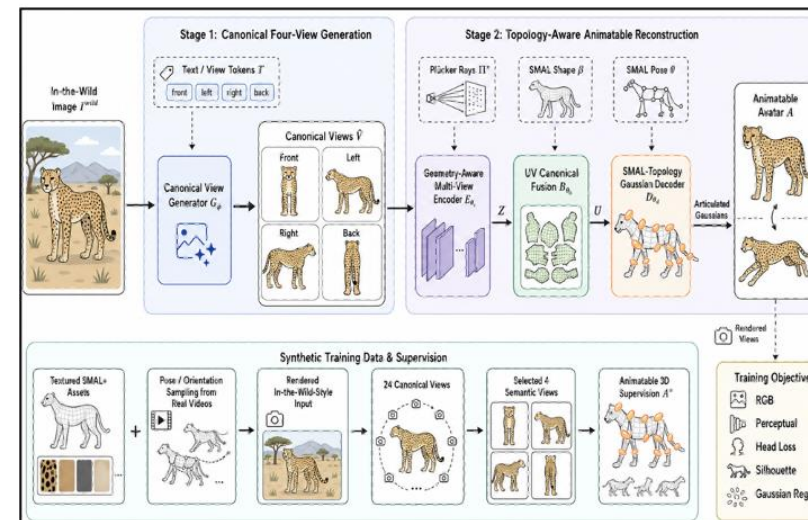 Stage 1: Canonical Four-View Generation
Stage 2: Topology-Aware Animatable Reconstruction
In-the-Wild
Image I^wild
Text / View Tokens T
front left right back
Canonical View
Generator G_φ
Canonical Views V̂
Front Left
Right Back
Plücker Rays Π*
SMAL Shape β
SMAL Pose θ
Geometry-Aware
Multi-View
Encoder E_θe
Z
UV Canonical
Fusion B_θb
U
SMAL-Topology
Gaussian Decoder
D_θd
Articulated
Gaussians
Animatable
Avatar A
Rendered
Views
Synthetic Training Data & Supervision
Textured SMAL+
Assets
...
+
Pose / Orientation
Sampling from
Real Videos
...
Rendered
In-the-Wild-Style
Input
24 Canonical Views
Selected 4
Semantic Views
Animatable 3D
Supervision A*
Training Objective
RGB
Perceptual
Head Loss
Silhouette
Gaussian Reg